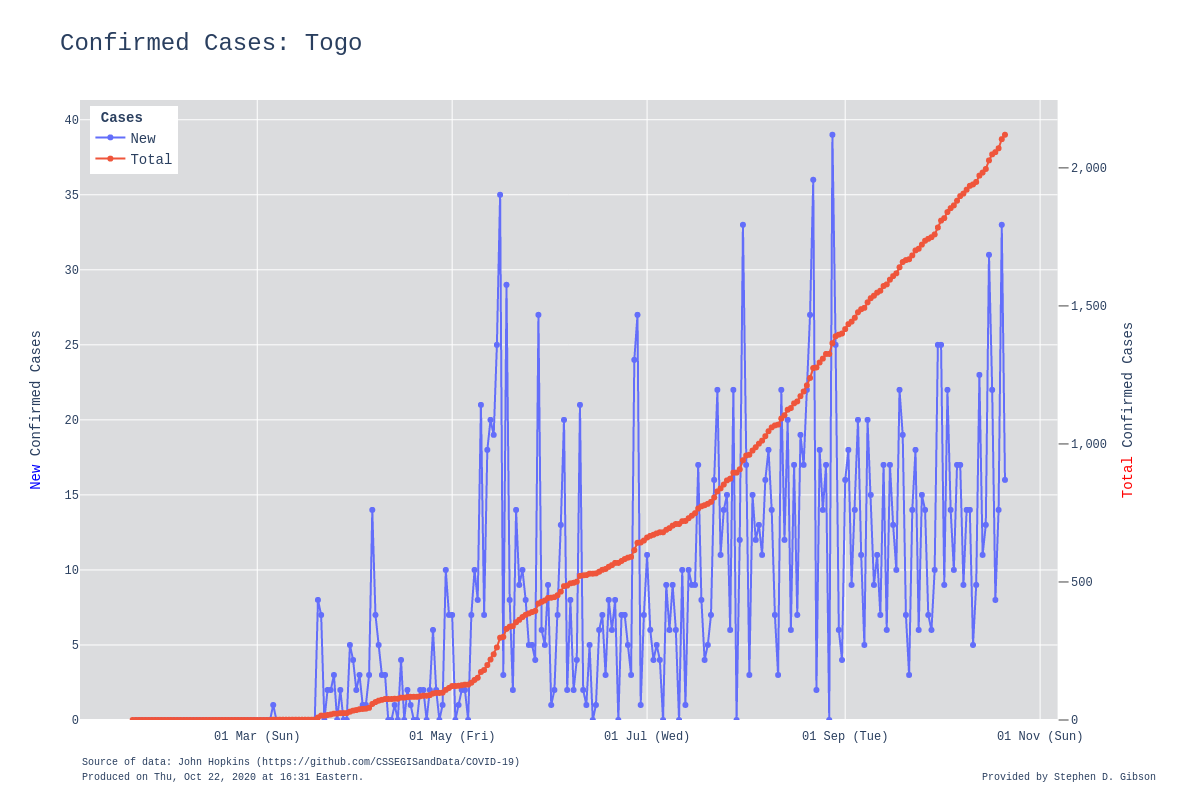 Confirmed Cases: Togo
Cases
New
Total
40
35
30
25
20
15
10
5
0
2,000
1,500
1,000
500
0
New Confirmed Cases
Total Confirmed Cases
01 Mar (Sun)
01 May (Fri)
01 Jul (Wed)
01 Sep (Tue)
01 Nov (Sun)
Source of data: John Hopkins (https://github.com/CSSEGISandData/COVID-19)
Produced on Thu, Oct 22, 2020 at 16:31 Eastern.
Provided by Stephen D. Gibson